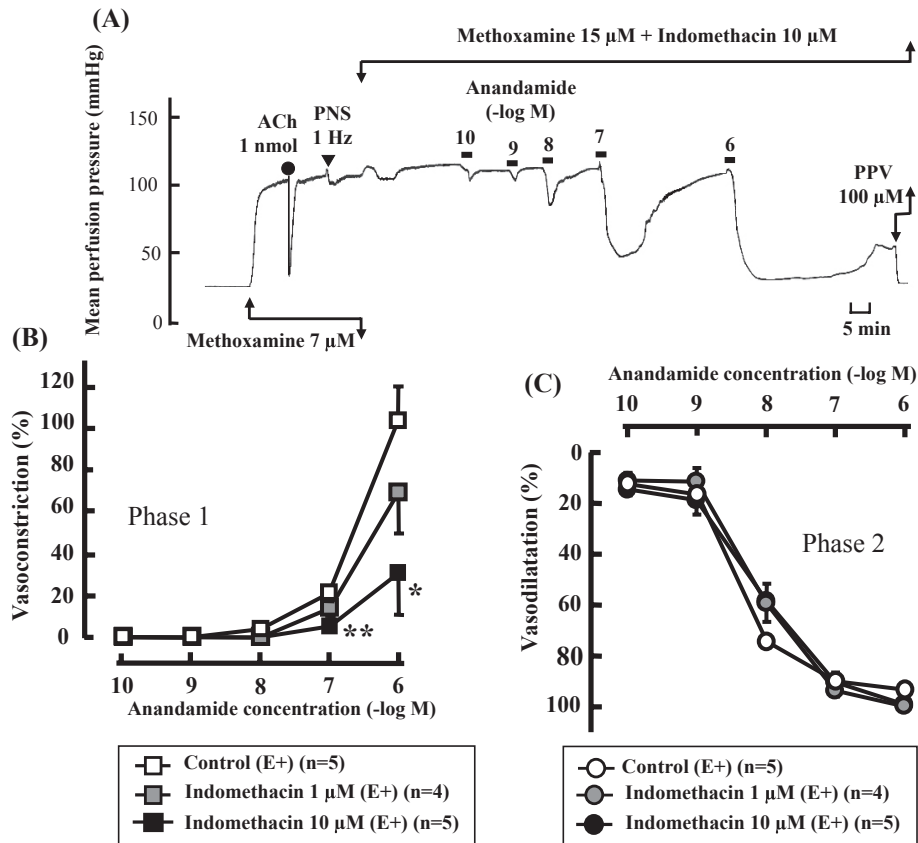 (A)
Methoxamine 15 µM + Indomethacin 10 µM
Mean perfusion pressure (mmHg)
150
100
50
0
ACh
1 nmol
PNS
1 Hz
Anandamide
(-log M)
10
9
8
7
6
PPV
100 µM
5 min
Methoxamine 7 µM
(B)
Vasoconstriction (%)
120
100
80
60
40
20
0
Phase 1
*
**
10
9
8
7
6
Anandamide concentration (-log M)
Control (E+) (n=5)
Indomethacin 1 µM (E+) (n=4)
Indomethacin 10 µM (E+) (n=5)
(C)
Anandamide concentration (-log M)
10
9
8
7
6
Vasodilatation (%)
0
20
40
60
80
100
Phase 2
Control (E+) (n=5)
Indomethacin 1 µM (E+) (n=4)
Indomethacin 10 µM (E+) (n=5)